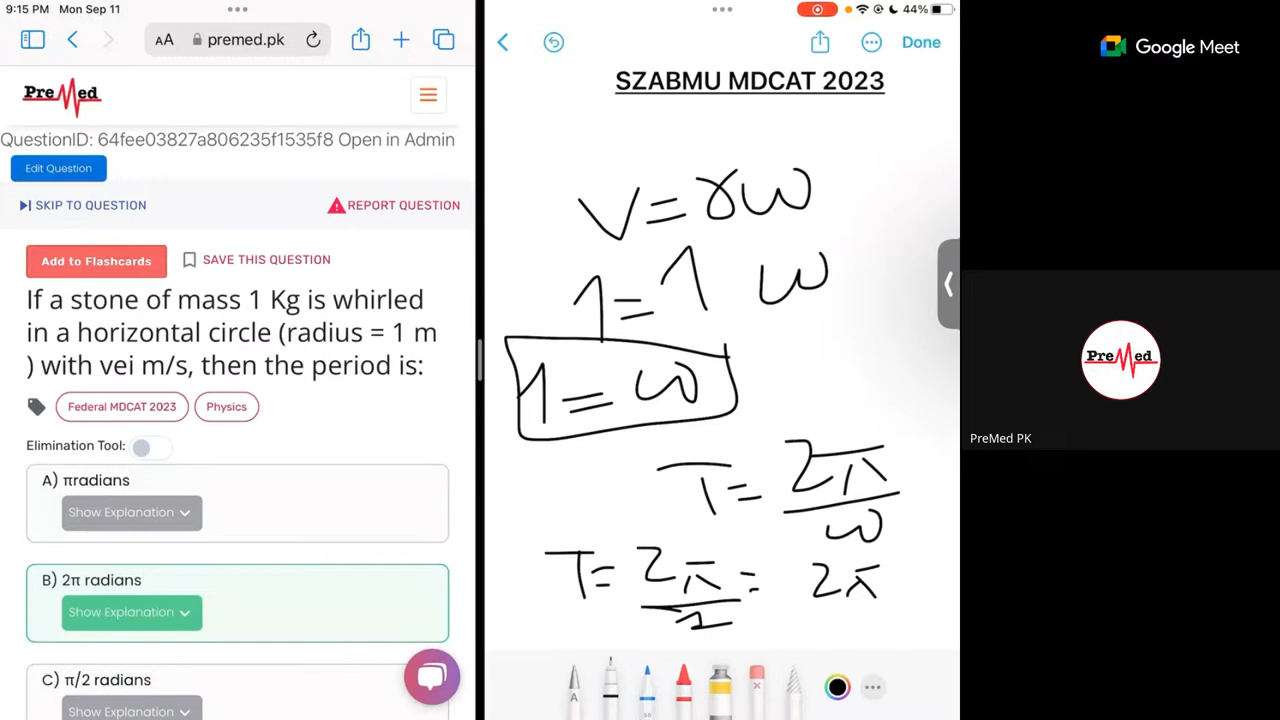 9:15 PM Mon Sep 11
AA premed.pk
PreMed
QuestionID: 64fee03827a806235f1535f8 Open in Admin
Edit Question
SKIP TO QUESTION
REPORT QUESTION
Add to Flashcards
SAVE THIS QUESTION
If a stone of mass 1 Kg is whirled
in a horizontal circle (radius = 1 m
) with vei m/s, then the period is:
Federal MDCAT 2023
Physics
Elimination Tool:
A) πradians
Show Explanation
B) 2π radians
Show Explanation
C) π/2 radians
Show Explanation
44%
Done
SZABMU MDCAT 2023
V = rω
1 = 1 ω
1 = ω
T = 2π/ω
T = 2π/1 = 2π
A
5.0
Google Meet
PreMed
PreMed PK